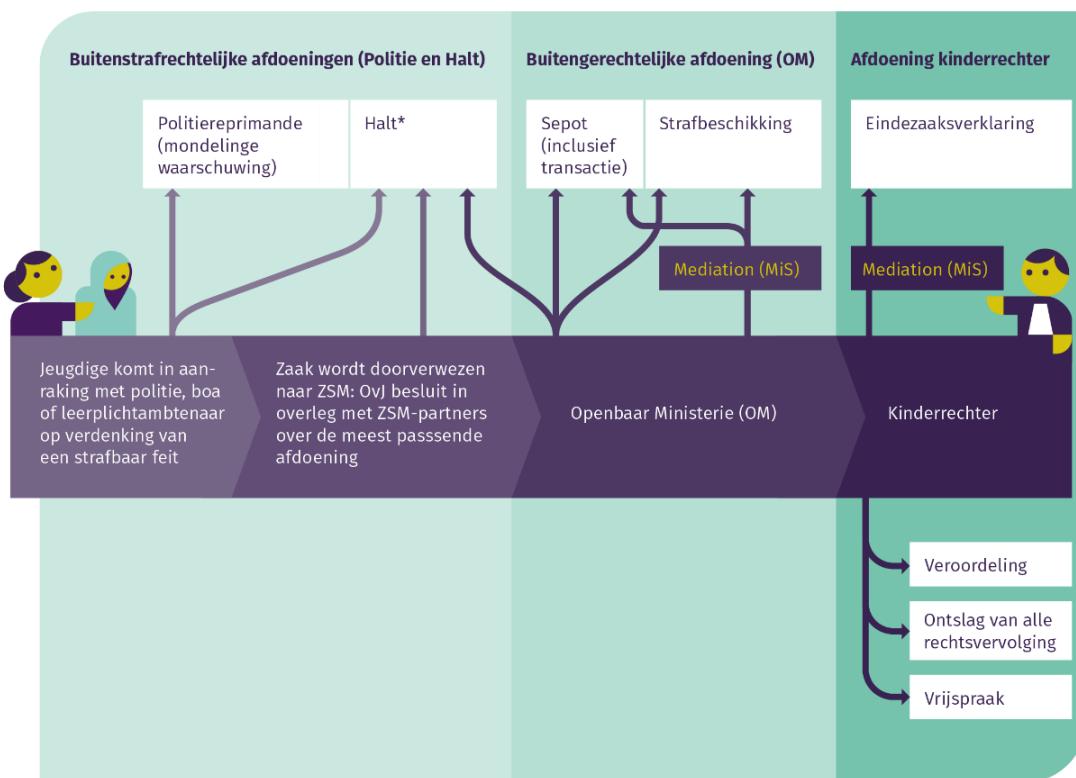 Buitenstrafrechtelijke afdoeningen (Politie en Halt)
Buitengerechtelijke afdoening (OM)
Afdoening kinderrechter
Politiereprimande
(mondelinge
waarschuwing)
Halt*
Sepot
(inclusief
transactie)
Strafbeschikking
Eindezaaksverklaring
Mediation (MiS)
Mediation (MiS)
Jeugdige komt in aan-
raking met politie, boa
of leerplichtambtenaar
op verdenking van
een strafbaar feit
Zaak wordt doorverwezen
naar ZSM: OvJ besluit in
overleg met ZSM-partners
over de meest passsende
afdoening
Openbaar Ministerie (OM)
Kinderrechter
Veroordeling
Ontslag van alle
rechtsvervolging
Vrijspraak